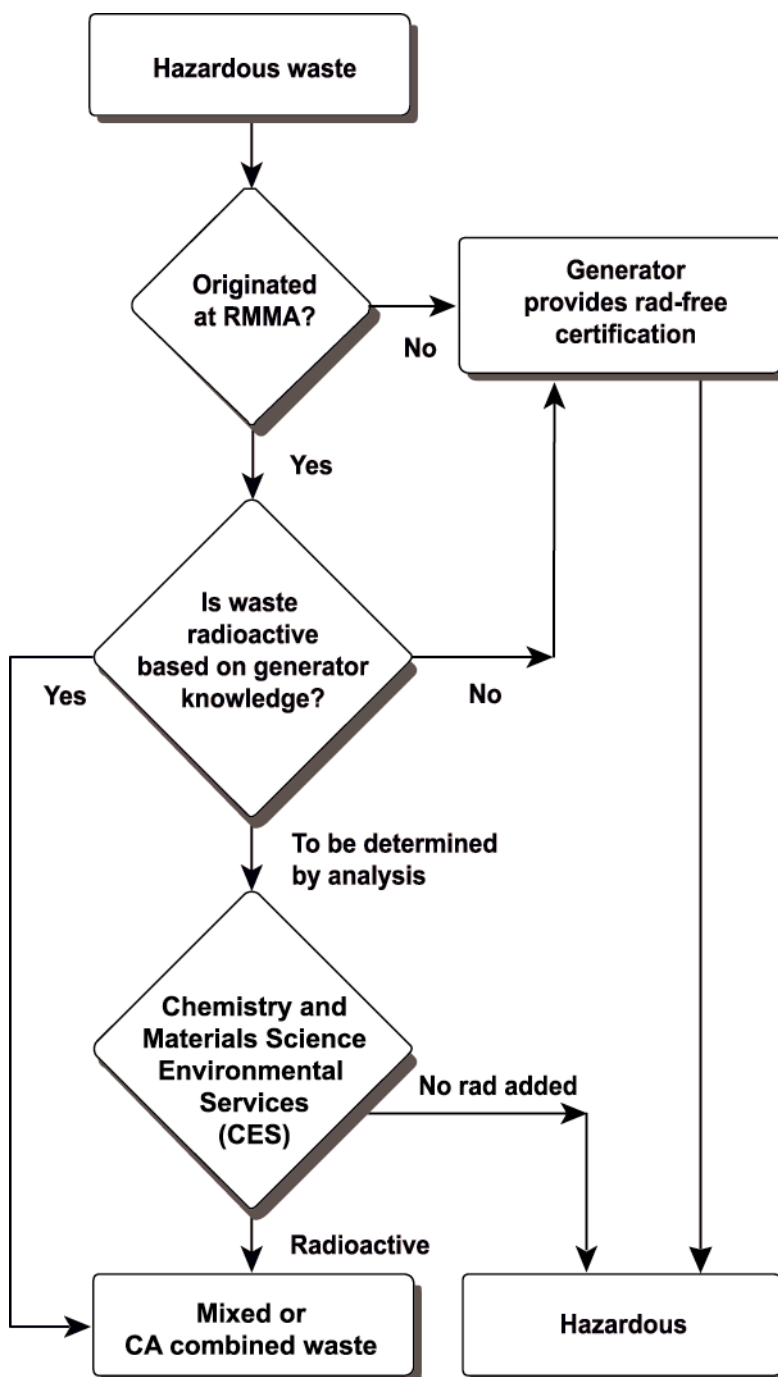 Hazardous waste
Originated
at RMMA?
No
Generator
provides rad-free
certification
Yes
Is waste
radioactive
based on generator
knowledge?
Yes
No
To be determined
by analysis
Chemistry and
Materials Science
Environmental
Services
(CES)
No rad added
Radioactive
Mixed or
CA combined waste
Hazardous